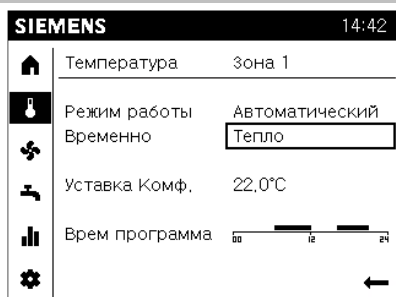 SIEMENS 14:42
Температура Зона 1
Режим работы Автоматический
Временно Тепло
Уставка Комф. 22,0°C
Врем программа
00 12 24